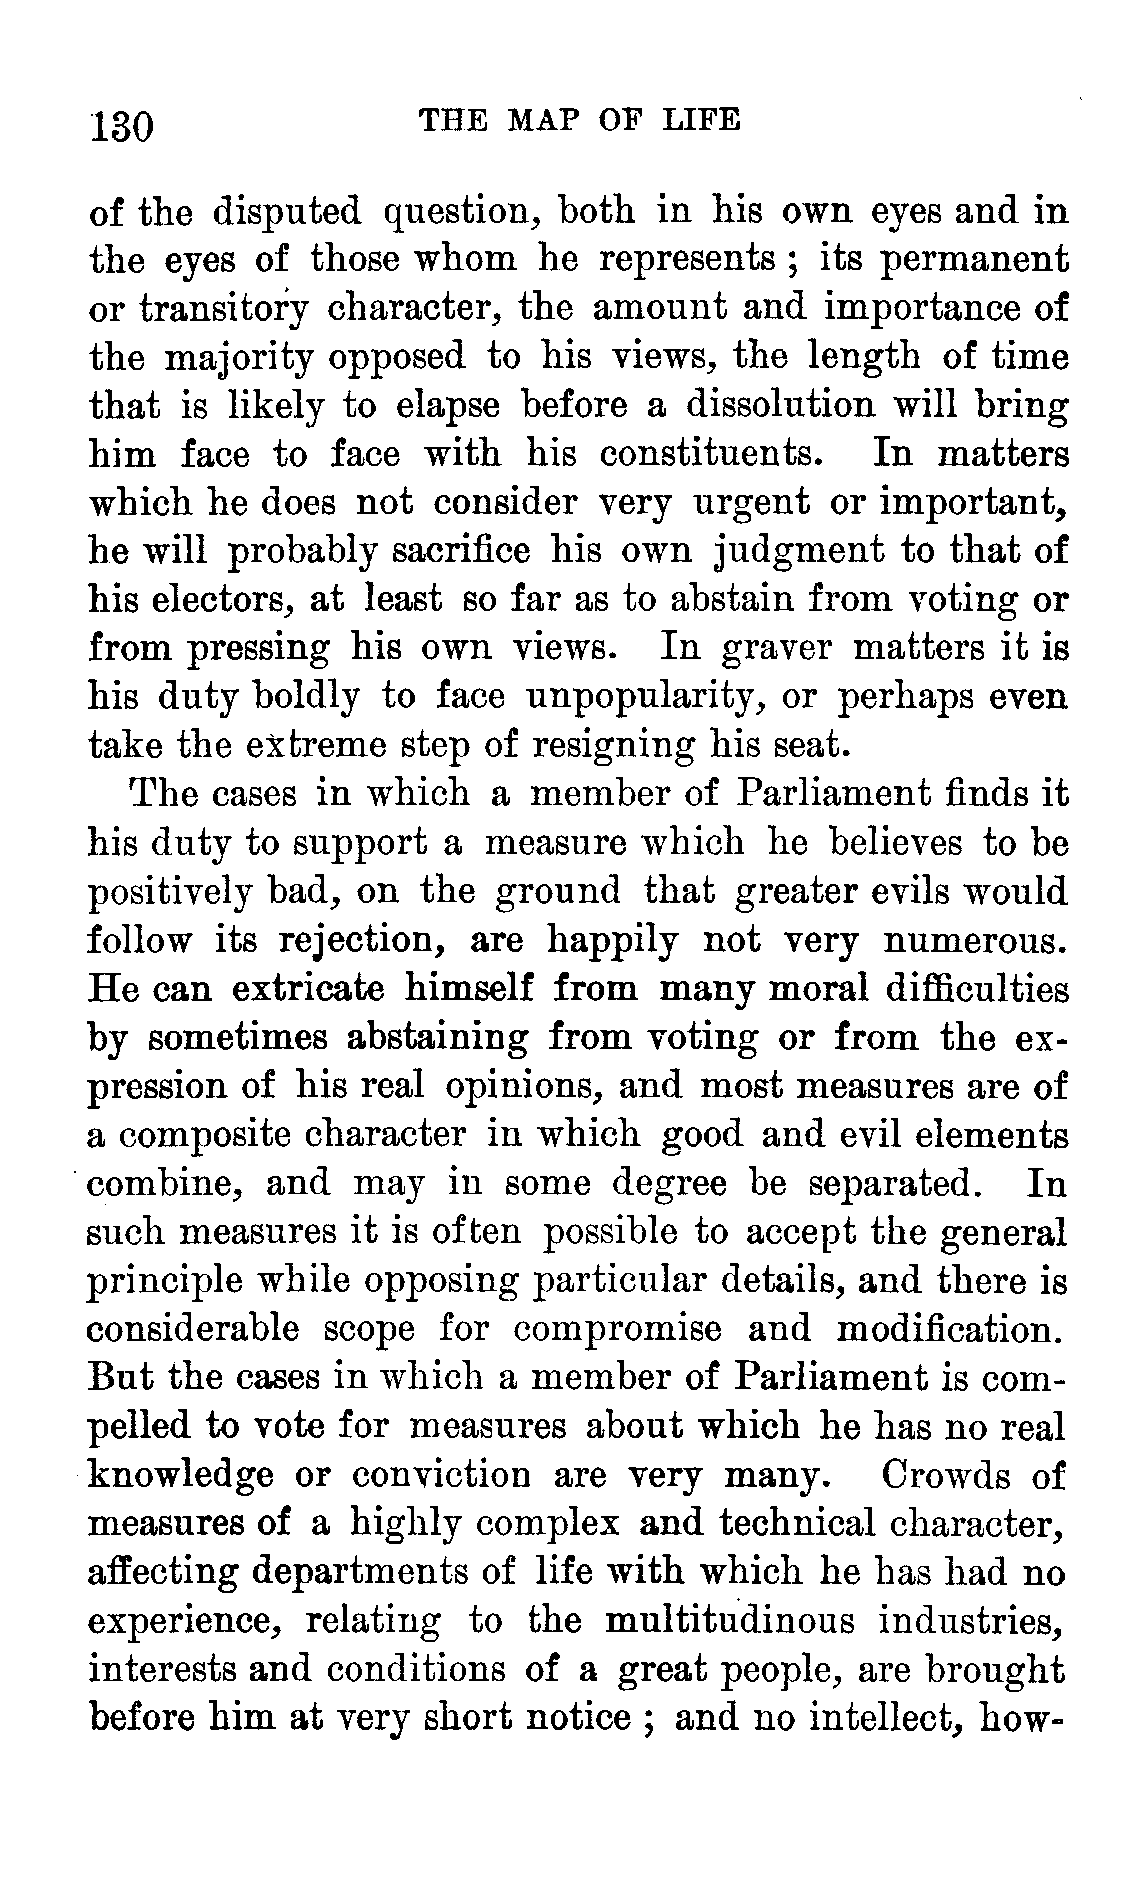 130 THE MAP OF LIFE
of the disputed question, both in his own eyes and in
the eyes of those whom he represents ; its permanent
or transitory character, the amount and importance of
the majority opposed to his views, the length of time
that is likely to elapse before a dissolution will bring
him face to face with his constituents. In matters
which he does not consider very urgent or important,
he will probably sacrifice his own judgment to that of
his electors, at least so far as to abstain from voting or
from pressing his own views. In graver matters it is
his duty boldly to face unpopularity, or perhaps even
take the extreme step of resigning his seat.
The cases in which a member of Parliament finds it
his duty to support a measure which he believes to be
positively bad, on the ground that greater evils would
follow its rejection, are happily not very numerous.
He can extricate himself from many moral difficulties
by sometimes abstaining from voting or from the ex-
pression of his real opinions, and most measures are of
a composite character in which good and evil elements
combine, and may in some degree be separated. In
such measures it is often possible to accept the general
principle while opposing particular details, and there is
considerable scope for compromise and modification.
But the cases in which a member of Parliament is com-
pelled to vote for measures about which he has no real
knowledge or conviction are very many. Crowds of
measures of a highly complex and technical character,
affecting departments of life with which he has had no
experience, relating to the multitudinous industries,
interests and conditions of a great people, are brought
before him at very short notice ; and no intellect, how-